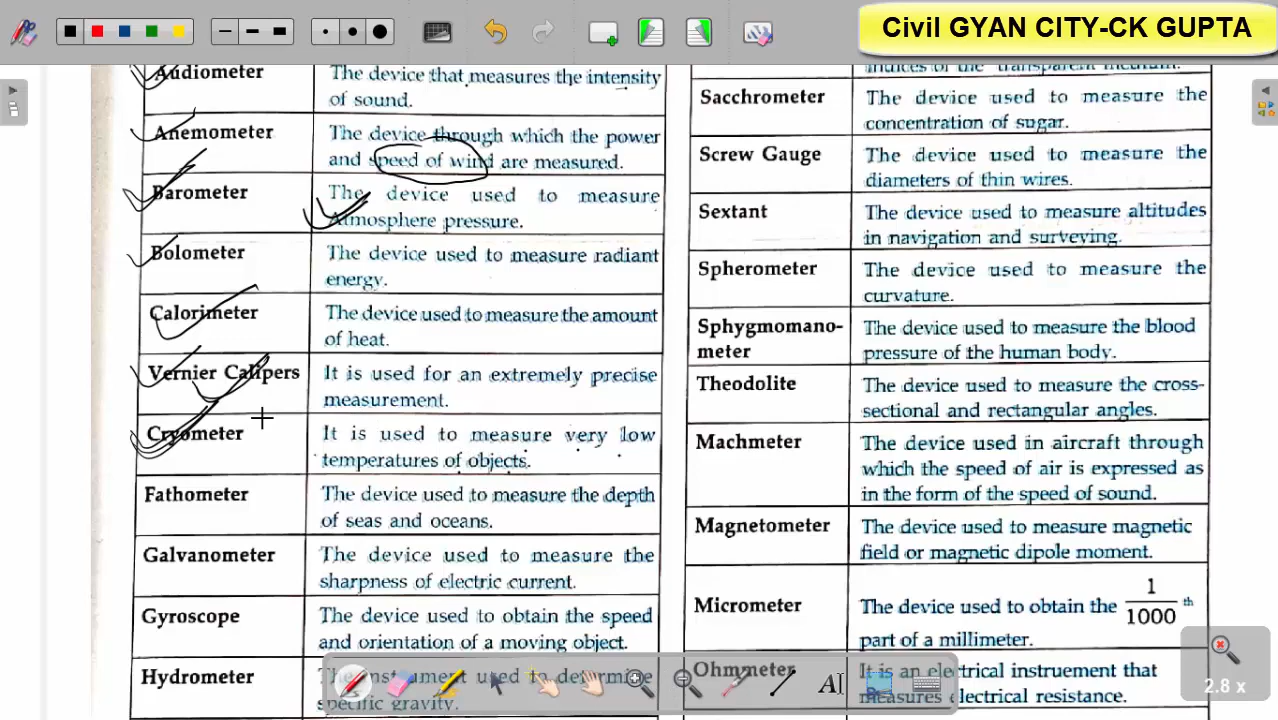 Civil GYAN CITY-CK GUPTA
Audiometer
The device that measures the intensity
of sound.
Anemometer
The device through which the power
and speed of wind are measured.
Barometer
The device used to measure
Atmosphere pressure.
Bolometer
The device used to measure radiant
energy.
Calorimeter
The device used to measure the amount
of heat.
Vernier Calipers
It is used for an extremely precise
measurement.
Cryometer
It is used to measure very low
temperatures of objects.
Fathometer
The device used to measure the depth
of seas and oceans.
Galvanometer
The device used to measure the
sharpness of electric current.
Gyroscope
The device used to obtain the speed
and orientation of a moving object.
Hydrometer
The instrument used to determine
specific gravity.
indices of the transparent medium.
Sacchrometer
The device used to measure the
concentration of sugar.
Screw Gauge
The device used to measure the
diameters of thin wires.
Sextant
The device used to measure altitudes
in navigation and surveying.
Spherometer
The device used to measure the
curvature.
Sphygmomano-
meter
The device used to measure the blood
pressure of the human body.
Theodolite
The device used to measure the cross-
sectional and rectangular angles.
Machmeter
The device used in aircraft through
which the speed of air is expressed as
in the form of the speed of sound.
Magnetometer
The device used to measure magnetic
field or magnetic dipole moment.
Micrometer
The device used to obtain the 1/1000 th
part of a millimeter.
Ohmmeter
It is an electrical instruement that
measures electrical resistance.
2.8 x